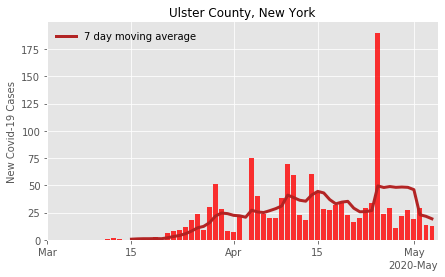 Ulster County, New York
7 day moving average
New Covid-19 Cases
175
150
125
100
75
50
25
0
Mar
15
Apr
15
May
2020-May